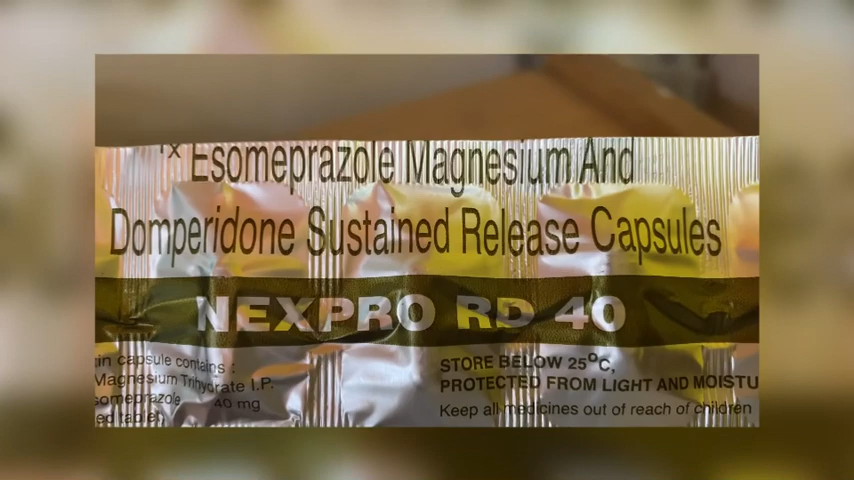 Esomeprazole Magnesium And
Domperidone Sustained Release Capsules
NEXPRO RD 40
capsule contains :
Magnesium Trihydrate I.P.
40 mg
STORE BELOW 25°C,
PROTECTED FROM LIGHT AND MOISTU
Keep all medicines out of reach of children